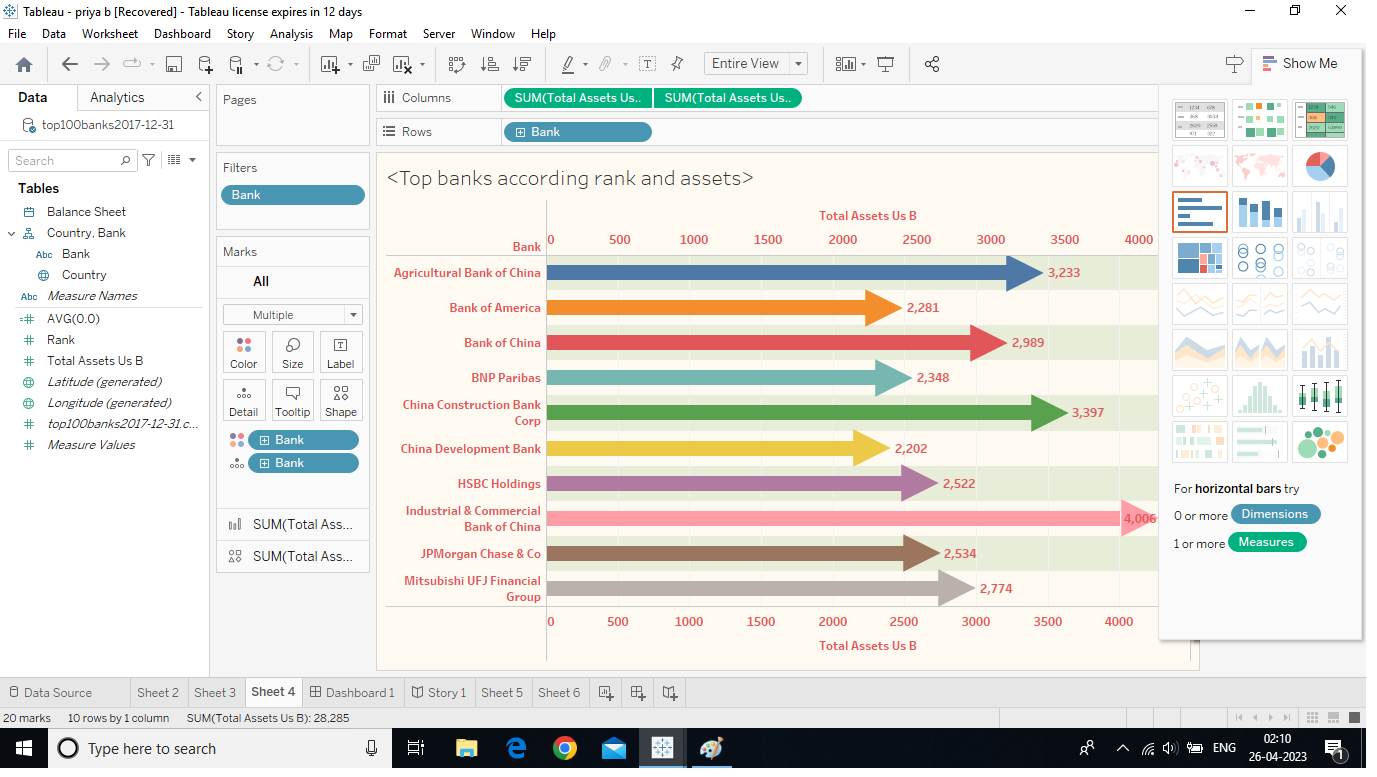 Tableau - priya b [Recovered] - Tableau license expires in 12 days
File Data Worksheet Dashboard Story Analysis Map Format Server Window Help
Entire View
Show Me
Data Analytics
top100banks2017-12-31
Search
Tables
Balance Sheet
Country, Bank
Abc Bank
Country
Abc Measure Names
AVG(0.0)
Rank
Total Assets Us B
Latitude (generated)
Longitude (generated)
top100banks2017-12-31.c...
Measure Values
Pages
Filters
Bank
Marks
All
Multiple
Color Size Label
Detail Tooltip Shape
Bank
Bank
SUM(Total Ass...
SUM(Total Ass...
Columns SUM(Total Assets Us.. SUM(Total Assets Us..
Rows Bank
<Top banks according rank and assets>
Total Assets Us B
Bank
0 500 1000 1500 2000 2500 3000 3500 4000
Agricultural Bank of China 3,233
Bank of America 2,281
Bank of China 2,989
BNP Paribas 2,348
China Construction Bank
Corp 3,397
China Development Bank 2,202
HSBC Holdings 2,522
Industrial & Commercial
Bank of China 4,006
JPMorgan Chase & Co 2,534
Mitsubishi UFJ Financial
Group 2,774
0 500 1000 1500 2000 2500 3000 3500 4000
Total Assets Us B
For horizontal bars try
0 or more Dimensions
1 or more Measures
Data Source Sheet 2 Sheet 3 Sheet 4 Dashboard 1 Story 1 Sheet 5 Sheet 6
20 marks 10 rows by 1 column SUM(Total Assets Us B): 28,285
Type here to search
ENG
02:10
26-04-2023
1